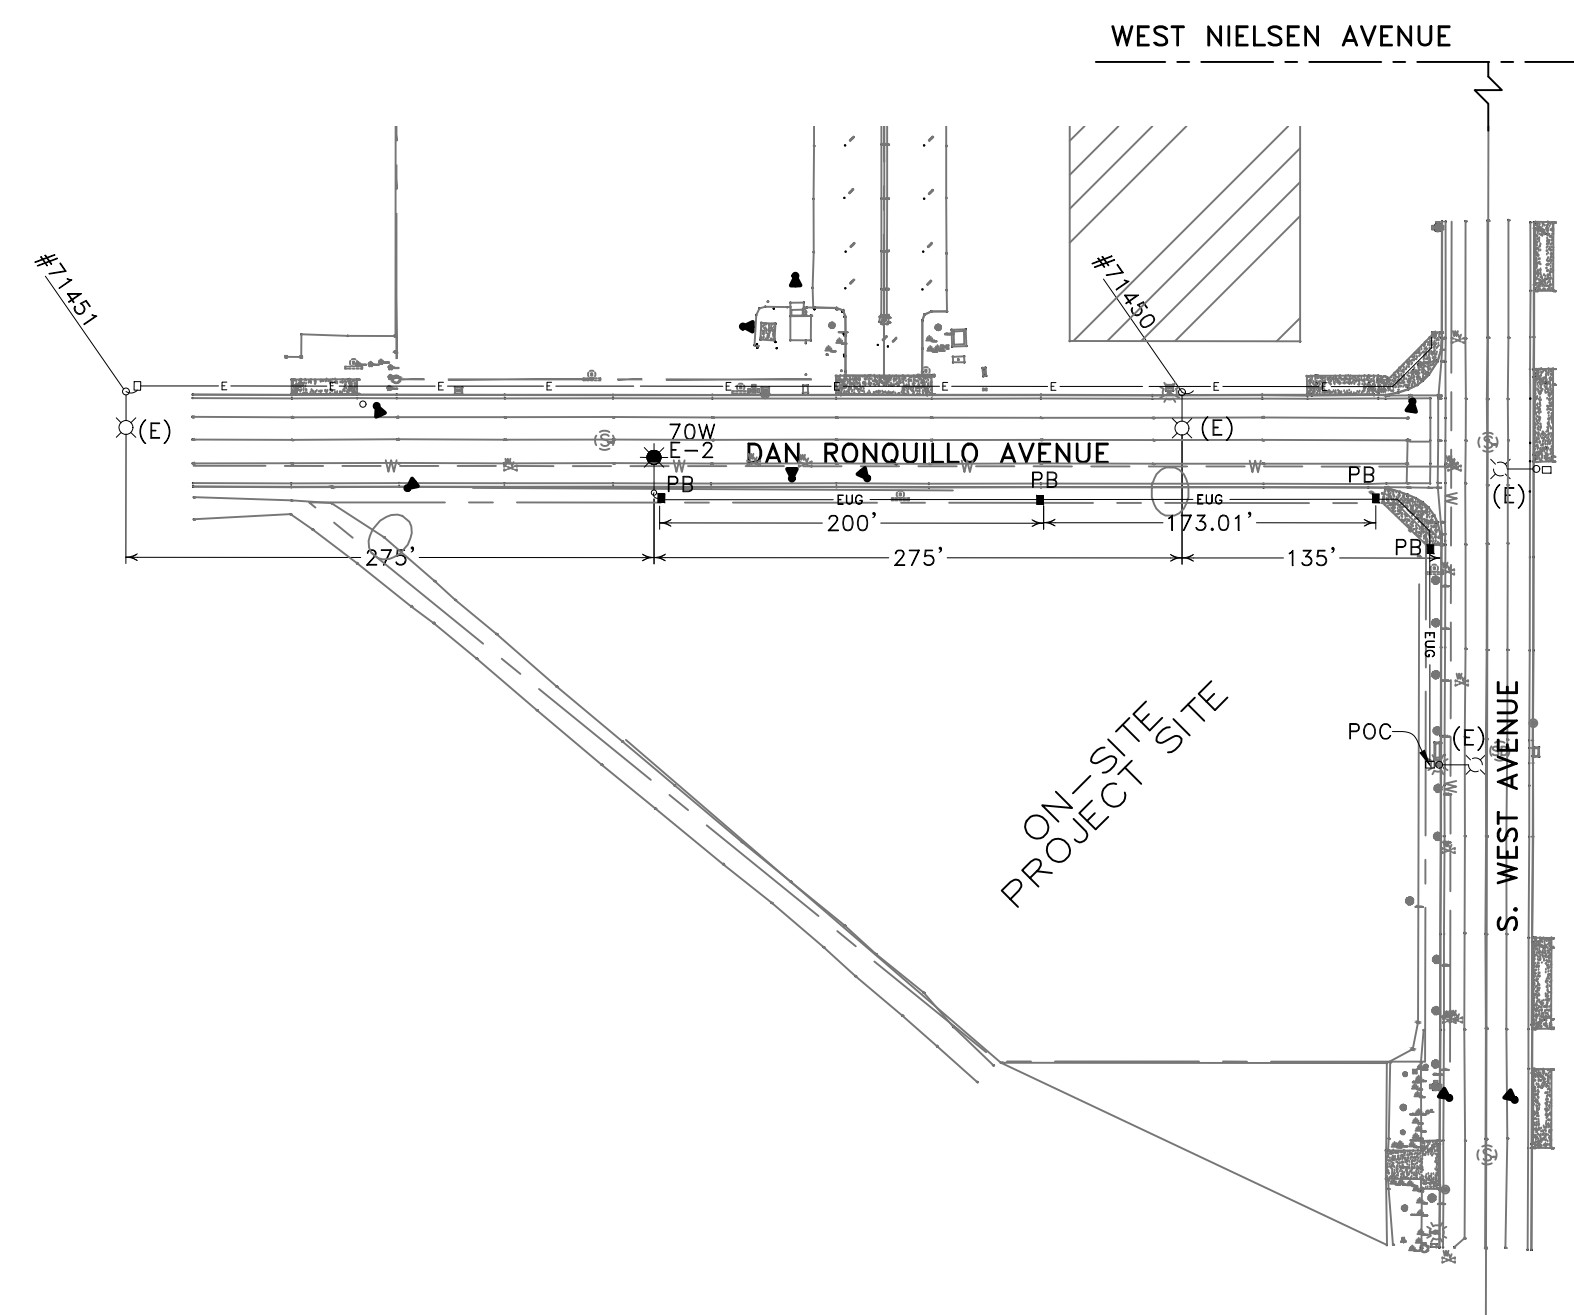 WEST NIELSEN AVENUE
#71451
#71450
E E E E E E E E E E
(E)
(E)
70W
E-2
DAN RONQUILLO AVENUE
S
S
W W W W
PB
PB
PB
(E)
EUG
EUG
W
200'
173.01'
275'
275'
135'
PB
EUG
ON-SITE
PROJECT SITE
POC
(E)
S. WEST AVENUE
W
S